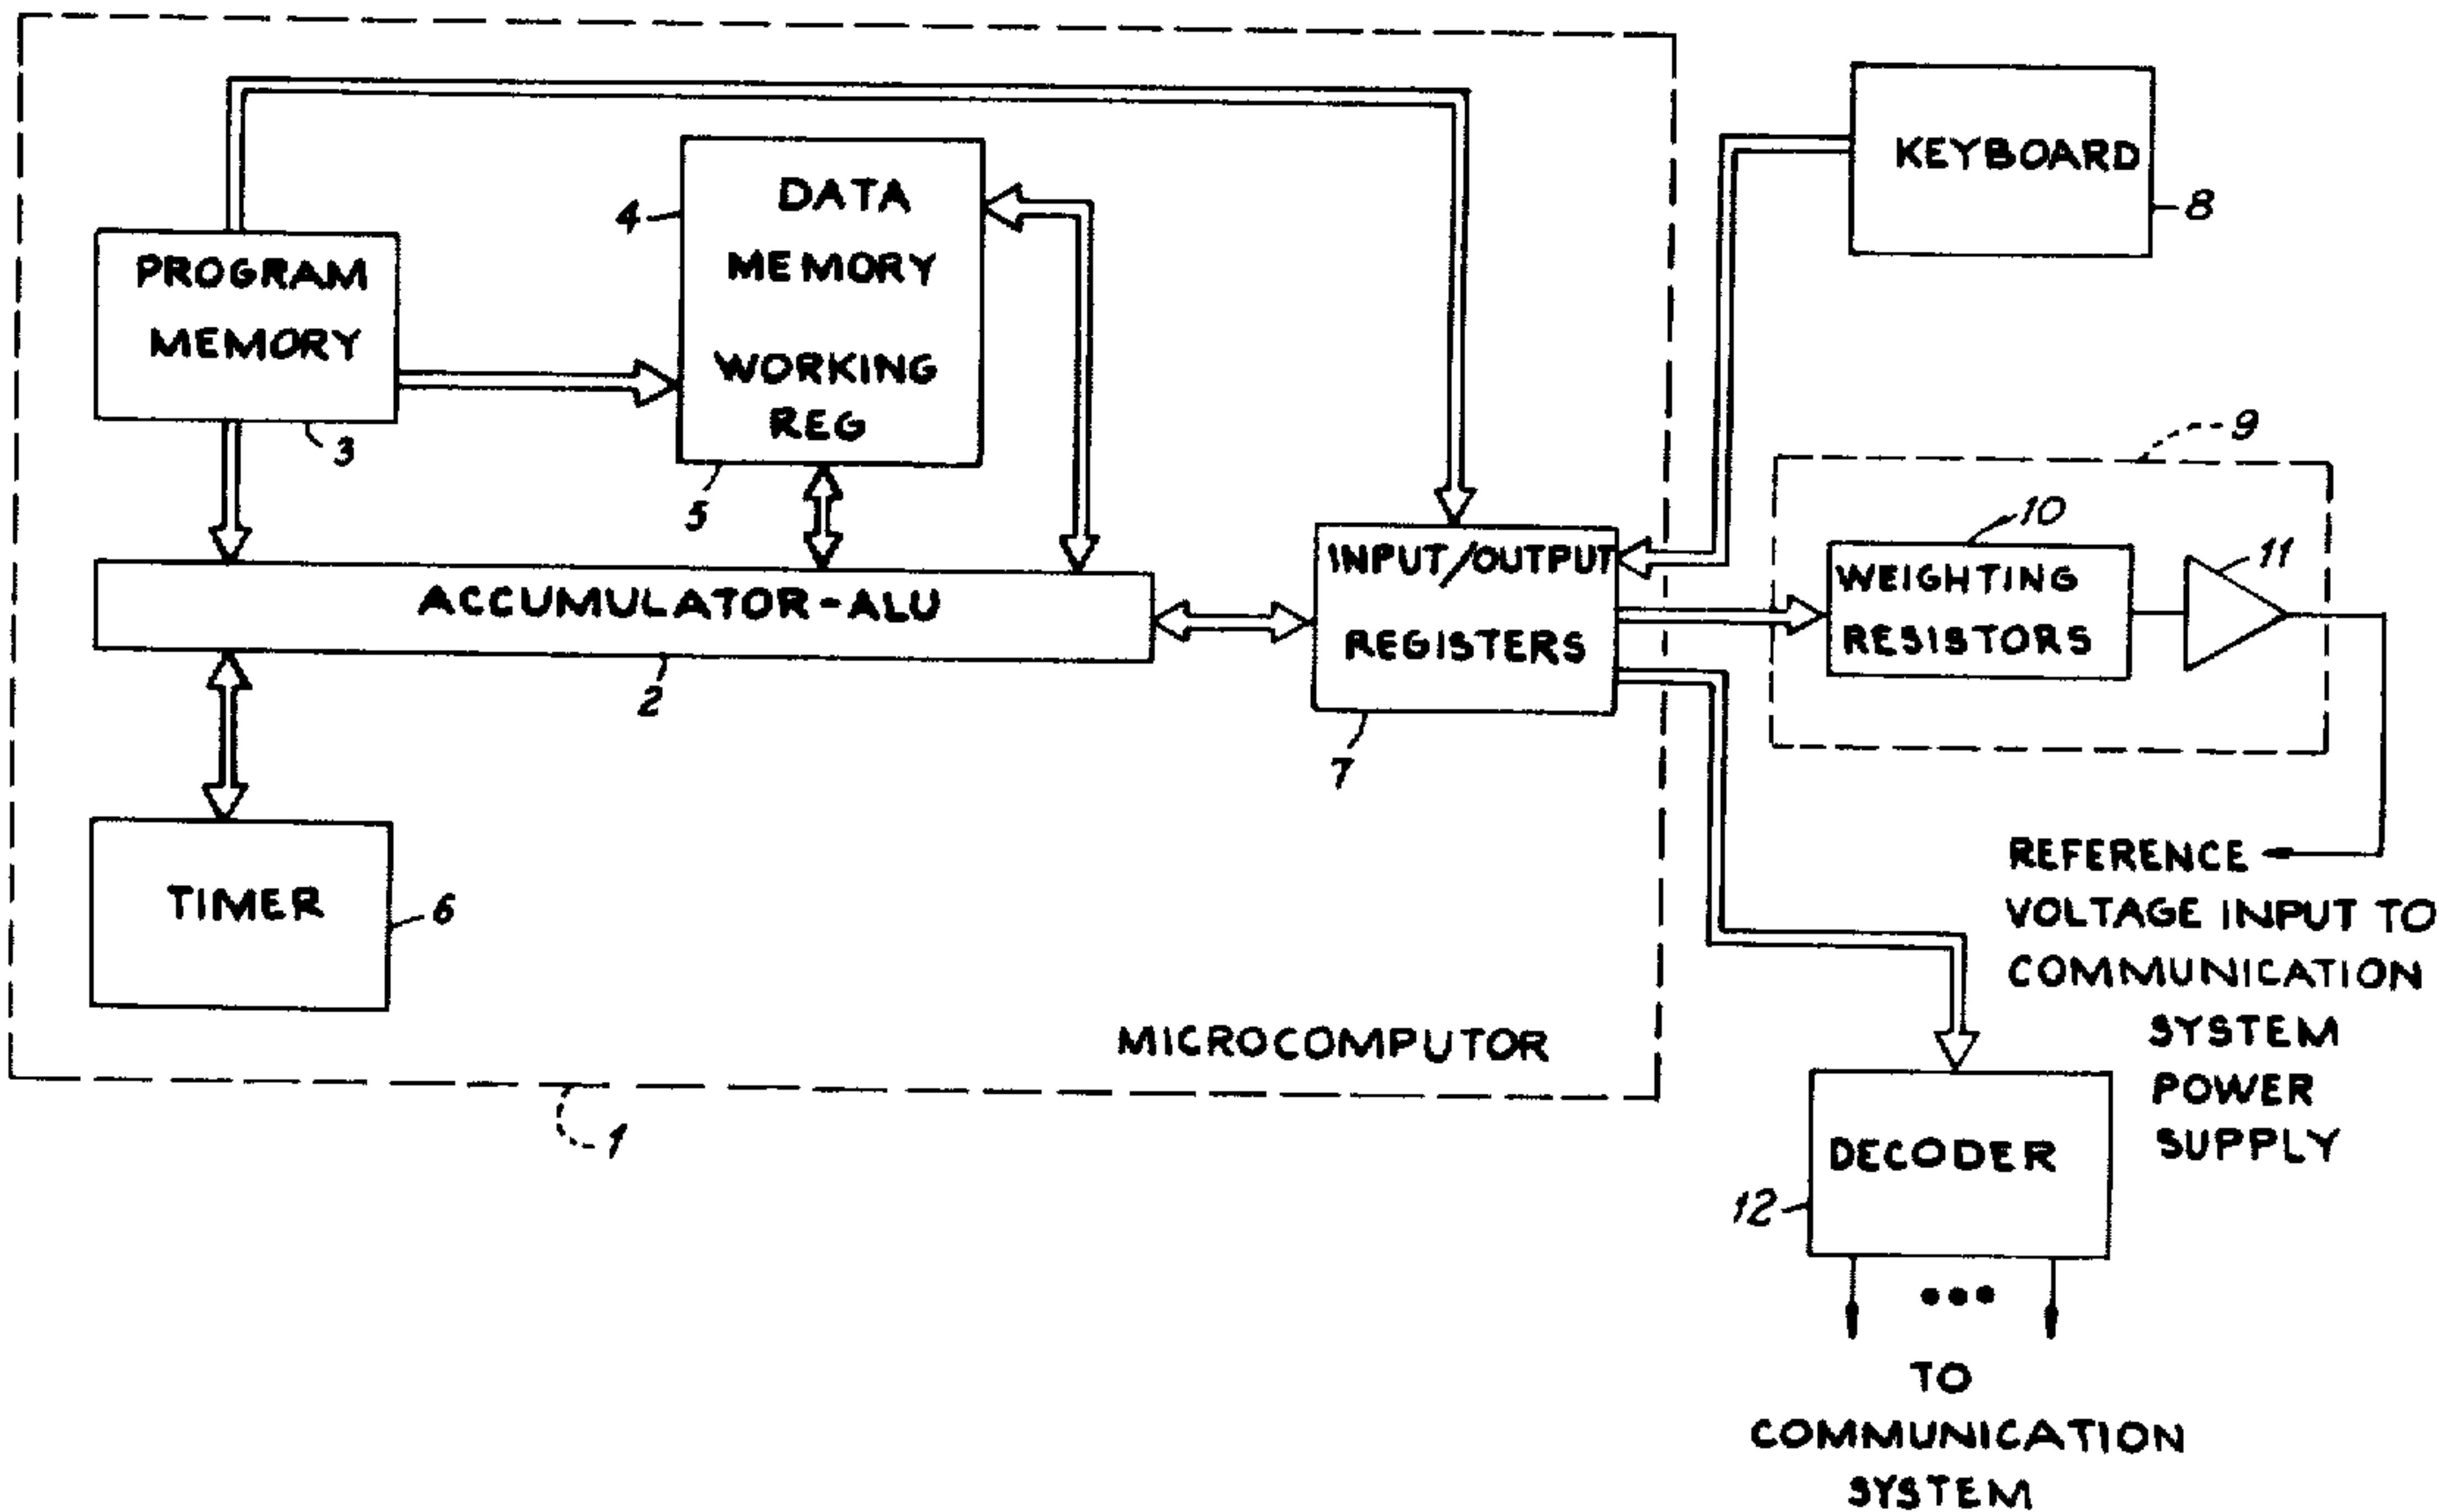 PROGRAM
MEMORY
3
4
DATA
MEMORY
WORKING
REG
5
ACCUMULATOR-ALU
2
TIMER
6
MICROCOMPUTOR
1
INPUT/OUTPUT
REGISTERS
7
KEYBOARD
8
9
10
WEIGHTING
RESISTORS
11
REFERENCE
VOLTAGE INPUT TO
COMMUNICATION
SYSTEM
POWER
SUPPLY
DECODER
12
TO
COMMUNICATION
SYSTEM